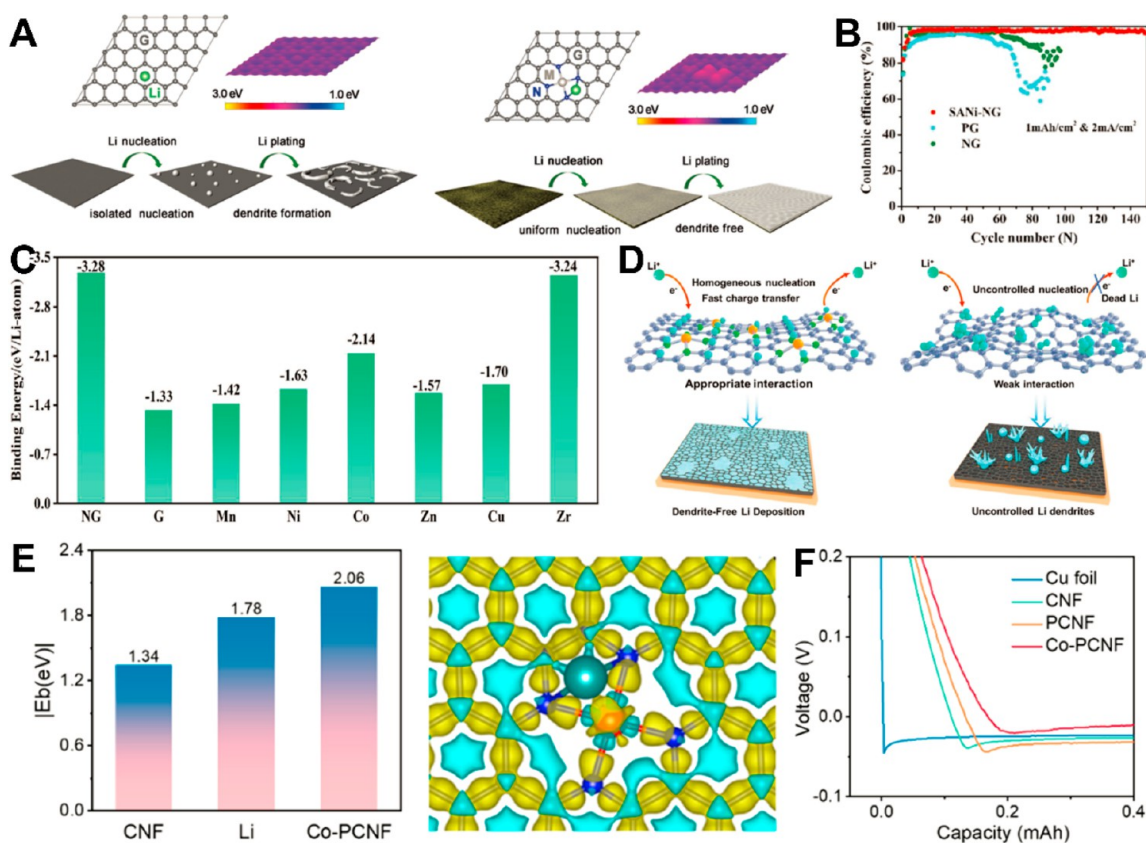 A
G
Li
3.0 eV
1.0 eV
Li nucleation
Li plating
isolated nucleation
dendrite formation
G
M
N
3.0 eV
1.0 eV
Li nucleation
Li plating
uniform nucleation
dendrite free
B
Coulombic efficiency (%)
100
80
60
40
20
0
SANi-NG
PG
NG
1mAh/cm² & 2mA/cm²
0
20
40
60
80
100
120
140
Cycle number (N)
C
Binding Energy/(eV/Li-atom)
-3.5
-2.8
-2.1
-1.4
-0.7
0.0
-3.28
-1.33
-1.42
-1.63
-2.14
-1.57
-1.70
-3.24
NG
G
Mn
Ni
Co
Zn
Cu
Zr
D
Li⁺
e⁻
Homogeneous nucleation
Fast charge transfer
Li⁺
e⁻
Appropriate interaction
Dendrite-Free Li Deposition
Li⁺
e⁻
Uncontrolled nucleation
Li⁺
e⁻
Dead Li
Weak interaction
Uncontrolled Li dendrites
E
|Eb(eV)|
2.4
1.8
1.2
0.6
0.0
1.34
1.78
2.06
CNF
Li
Co-PCNF
F
Voltage (V)
0.2
0.1
0.0
-0.1
Cu foil
CNF
PCNF
Co-PCNF
0.0
0.2
0.4
Capacity (mAh)